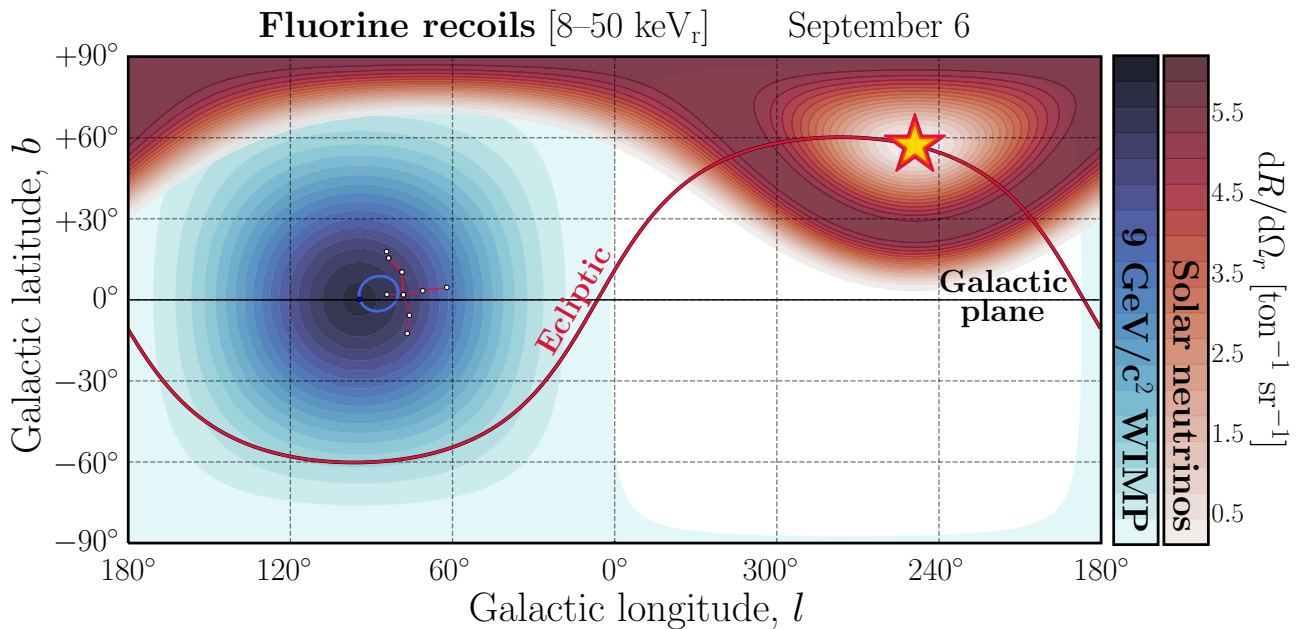 Fluorine recoils [8–50 keVᵣ] September 6
+90°
+60°
+30°
0°
−30°
−60°
−90°
Galactic latitude, b
180° 120° 60° 0° 300° 240° 180°
Galactic longitude, l
Ecliptic
Galactic
plane
9 GeV/c² WIMP
Solar neutrinos
5.5
4.5
3.5
2.5
1.5
0.5
dR/dΩᵣ [ton⁻¹ sr⁻¹]